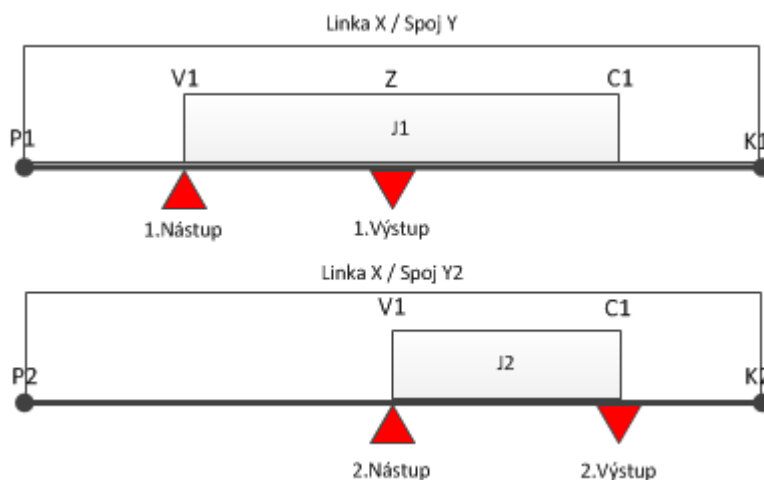 Linka X / Spoj Y
V1 Z C1
J1
P1 K1
1.Nástup 1.Výstup
Linka X / Spoj Y2
V1 C1
J2
P2 K2
2.Nástup 2.Výstup